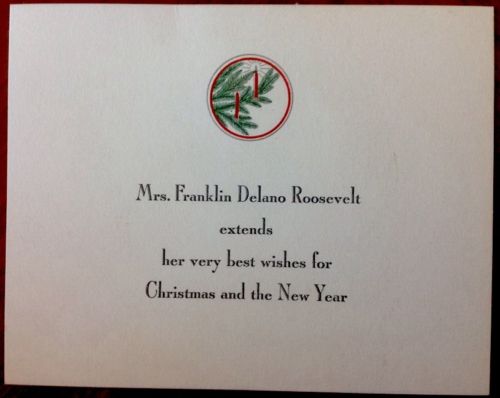 Mrs. Franklin Delano Roosevelt
extends
her very best wishes for
Christmas and the New Year